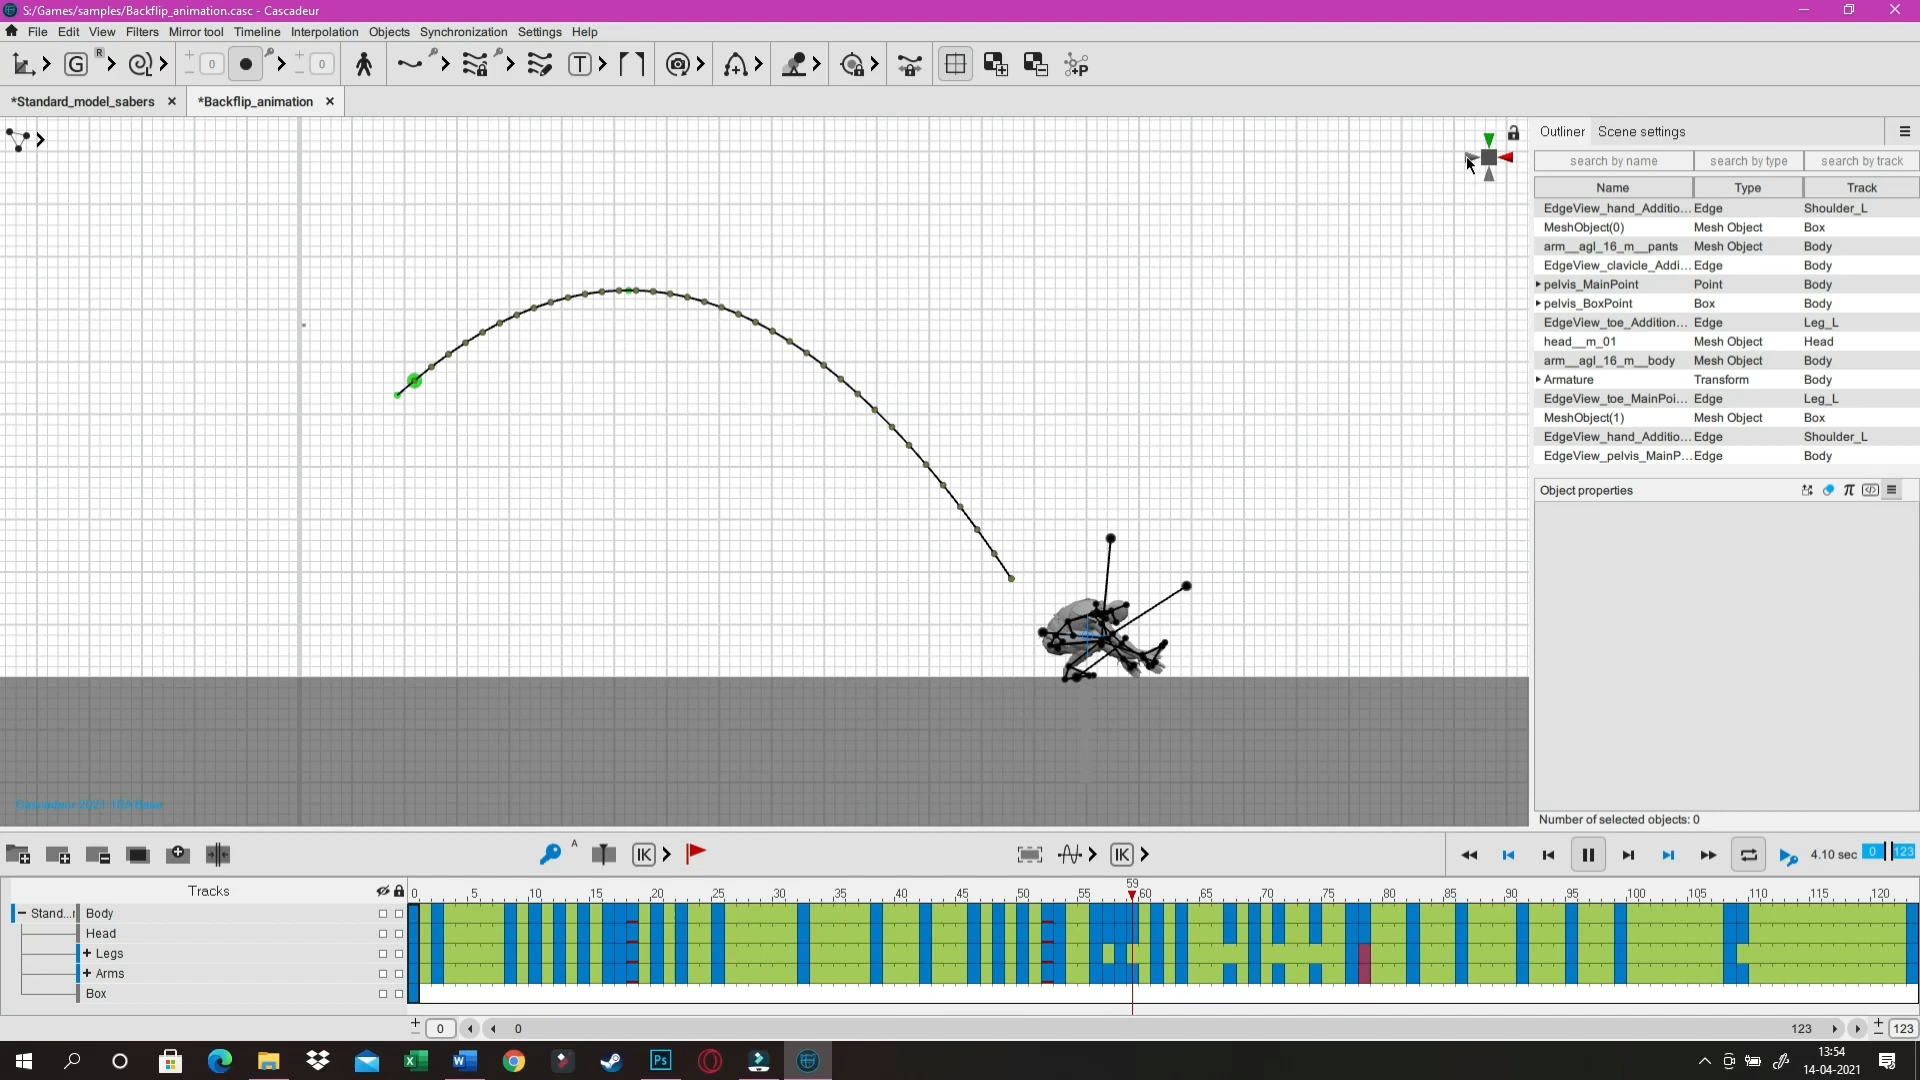 S:/Games/samples/Backflip_animation.casc - Cascadeur
File Edit View Filters Mirror tool Timeline Interpolation Objects Synchronization Settings Help
G R 0 0 T P
*Standard_model_sabers *Backflip_animation
Outliner Scene settings
search by name search by type search by track
Name Type Track
EdgeView_hand_Additio... Edge Shoulder_L
MeshObject(0) Mesh Object Box
arm__agl_16_m__pants Mesh Object Body
EdgeView_clavicle_Addi... Edge Body
pelvis_MainPoint Point Body
pelvis_BoxPoint Box Body
EdgeView_toe_Addition... Edge Leg_L
head__m_01 Mesh Object Head
arm__agl_16_m__body Mesh Object Body
Armature Transform Body
EdgeView_toe_MainPoi... Edge Leg_L
MeshObject(1) Mesh Object Box
EdgeView_hand_Additio... Edge Shoulder_L
EdgeView_pelvis_MainP... Edge Body
Object properties π
Number of selected objects: 0
A IK IK 4.10 sec 0 123
Tracks 0 5 10 15 20 25 30 35 40 45 50 55 59 60 65 70 75 80 85 90 95 100 105 110 115 120
Stand...r Body
Head
+ Legs
+ Arms
Box
0 0 123 123
Ps
13:54
14-04-2021